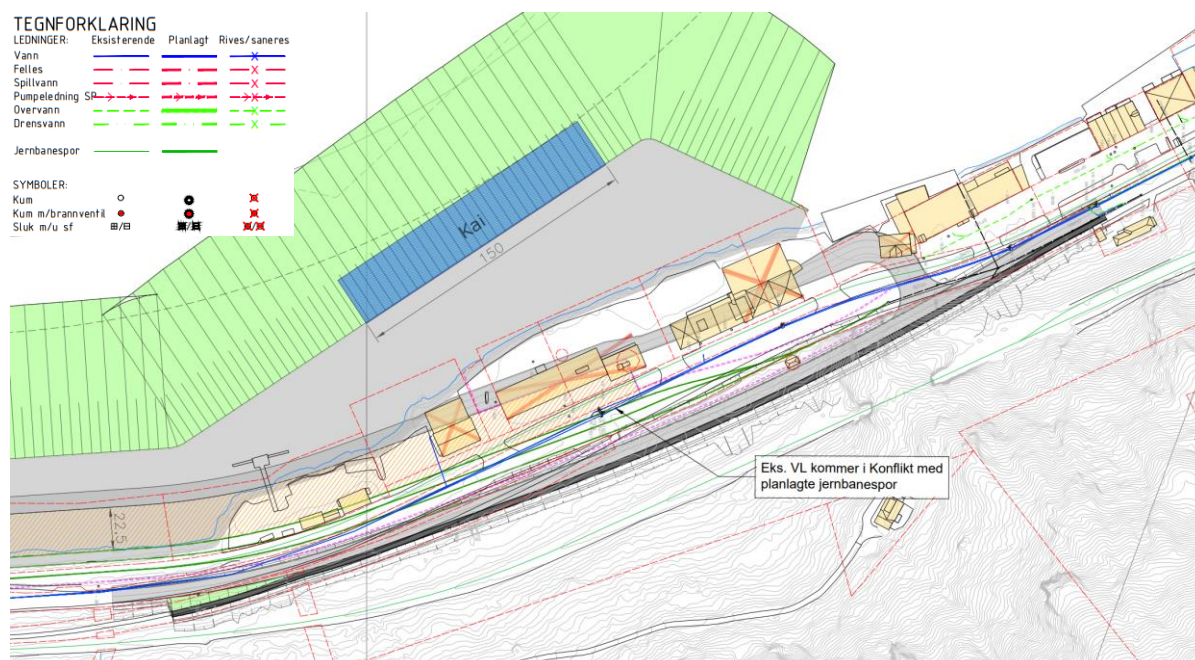 TEGNFORKLARING
LEDNINGER: Eksisterende Planlagt Rives/saneres
Vann
Felles
Spillvann
Pumpeledning SP
Overvann
Drensvann
Jernbanespor
SYMBOLER:
Kum
Kum m/brannventil
Sluk m/u sf
Kai
150
22,5
Eks. VL kommer i Konflikt med
planlagte jernbanespor